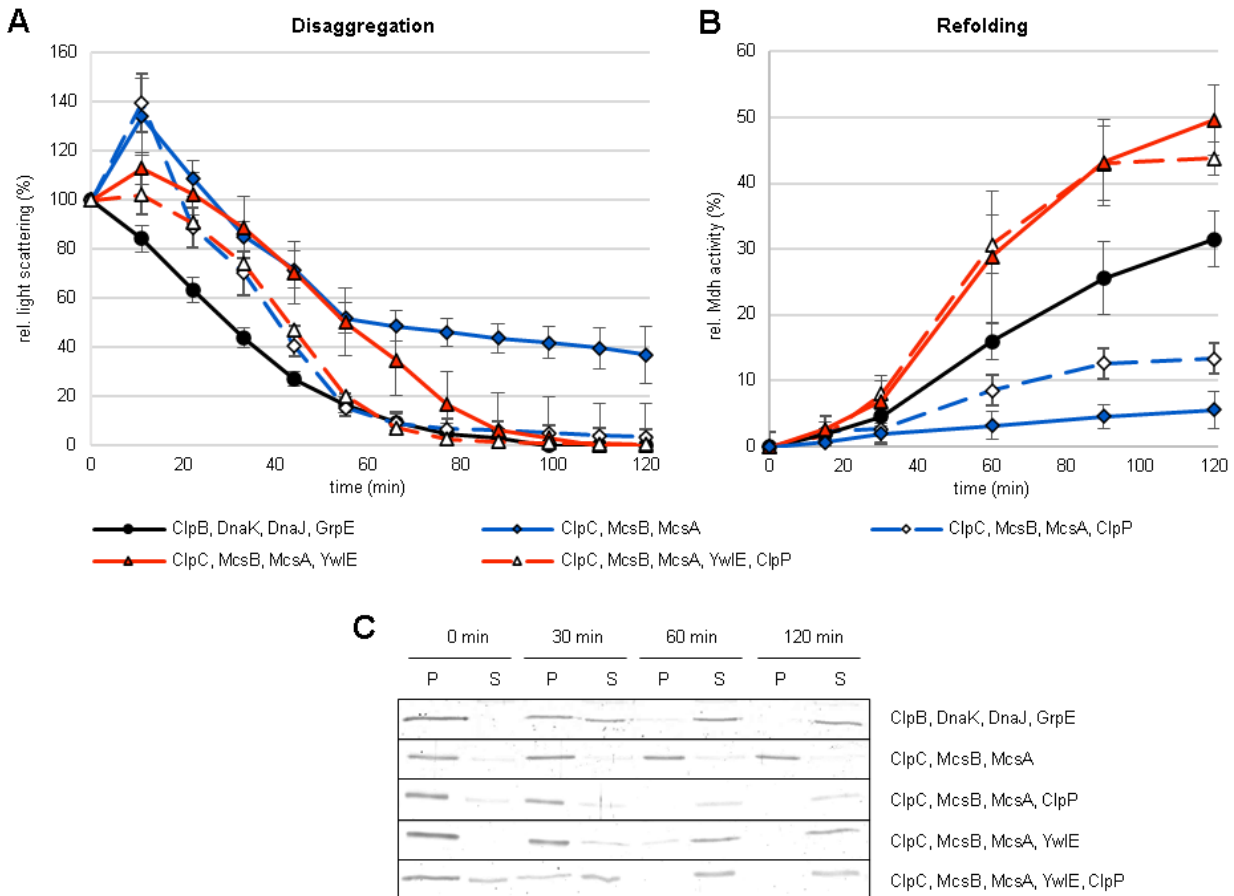 A
Disaggregation
B
Refolding
160
140
120
100
80
60
40
20
0
rel. light scattering (%)
0 20 40 60 80 100 120
time (min)
60
50
40
30
20
10
0
rel. Mdh activity (%)
0 20 40 60 80 100 120
time (min)
ClpB, DnaK, DnaJ, GrpE
ClpC, McsB, McsA
ClpC, McsB, McsA, ClpP
ClpC, McsB, McsA, YwlE
ClpC, McsB, McsA, YwlE, ClpP
C
0 min 30 min 60 min 120 min
P S P S P S P S
ClpB, DnaK, DnaJ, GrpE
ClpC, McsB, McsA
ClpC, McsB, McsA, ClpP
ClpC, McsB, McsA, YwlE
ClpC, McsB, McsA, YwlE, ClpP